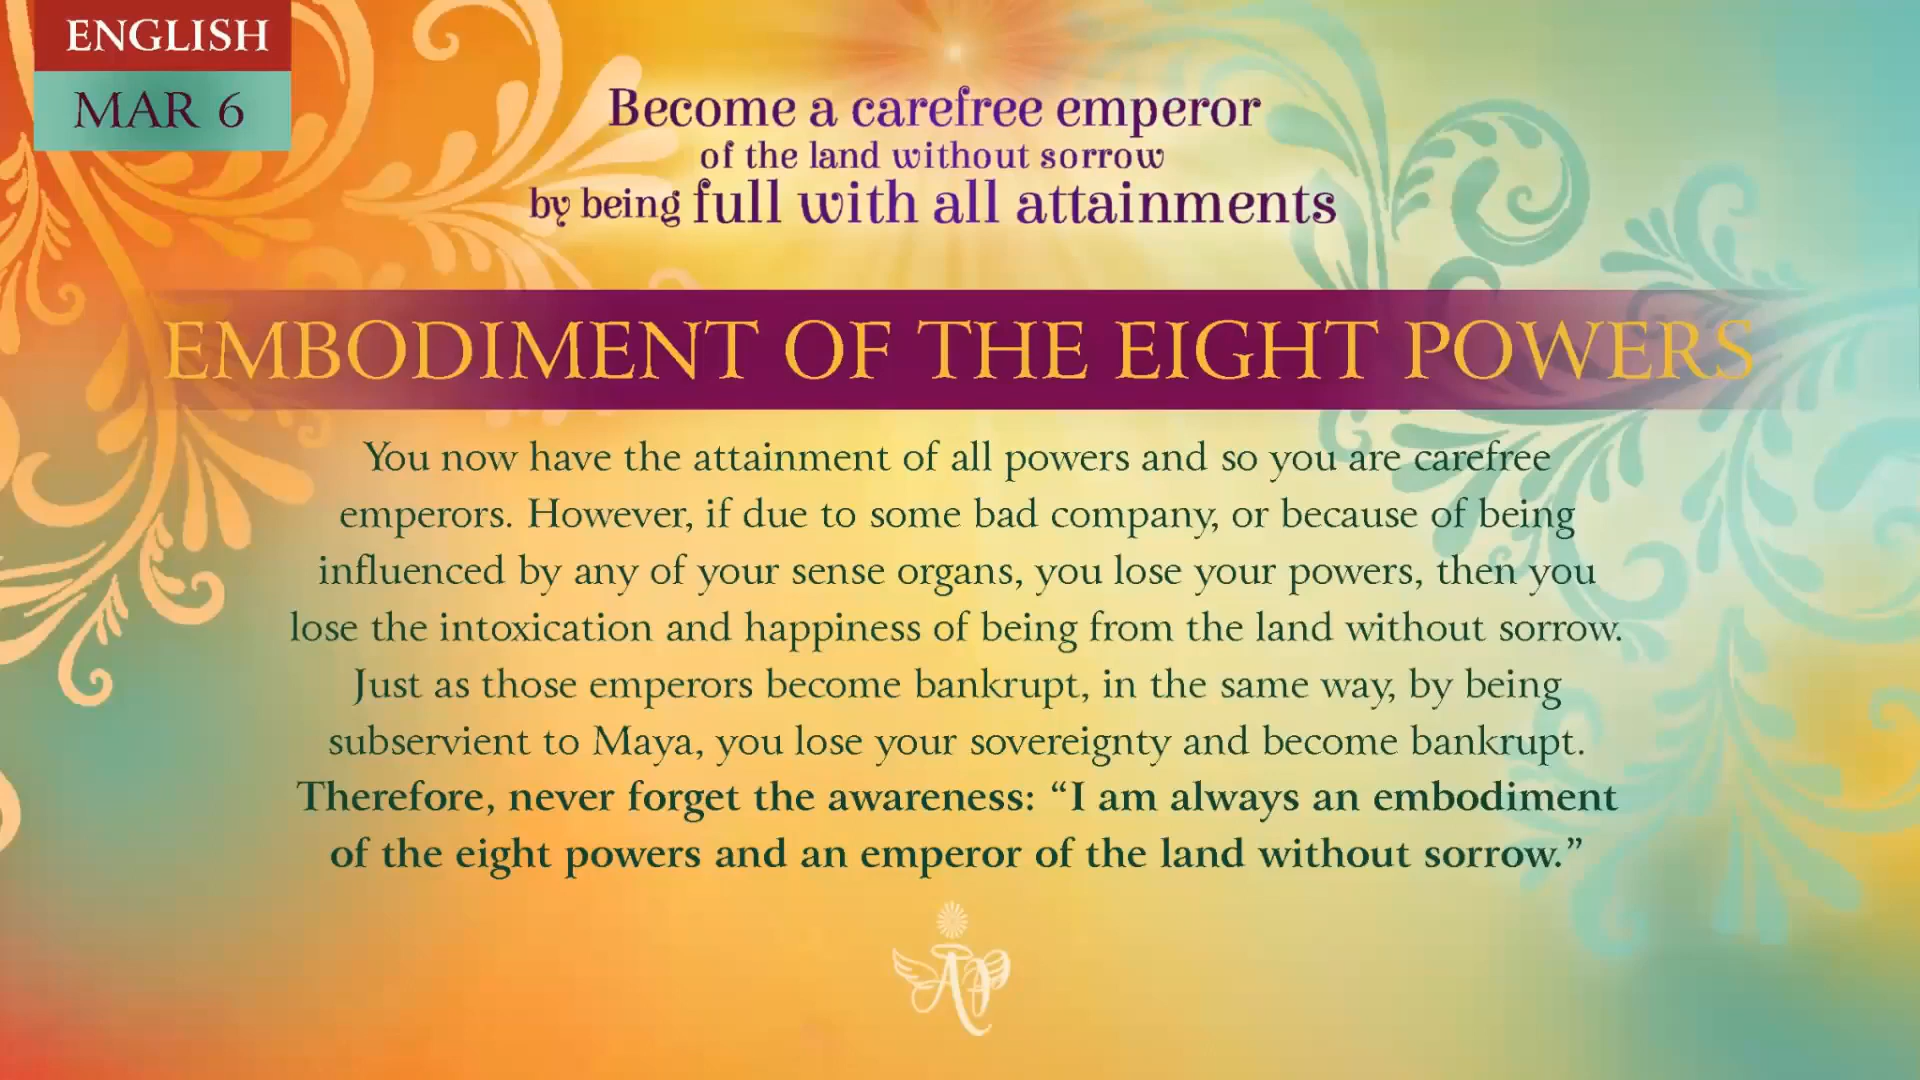 ENGLISH
MAR 6
Become a carefree emperor
of the land without sorrow
by being full with all attainments
EMBODIMENT OF THE EIGHT POWERS
You now have the attainment of all powers and so you are carefree
emperors. However, if due to some bad company, or because of being
influenced by any of your sense organs, you lose your powers, then you
lose the intoxication and happiness of being from the land without sorrow.
Just as those emperors become bankrupt, in the same way, by being
subservient to Maya, you lose your sovereignty and become bankrupt.
Therefore, never forget the awareness: “I am always an embodiment
of the eight powers and an emperor of the land without sorrow.”
AP